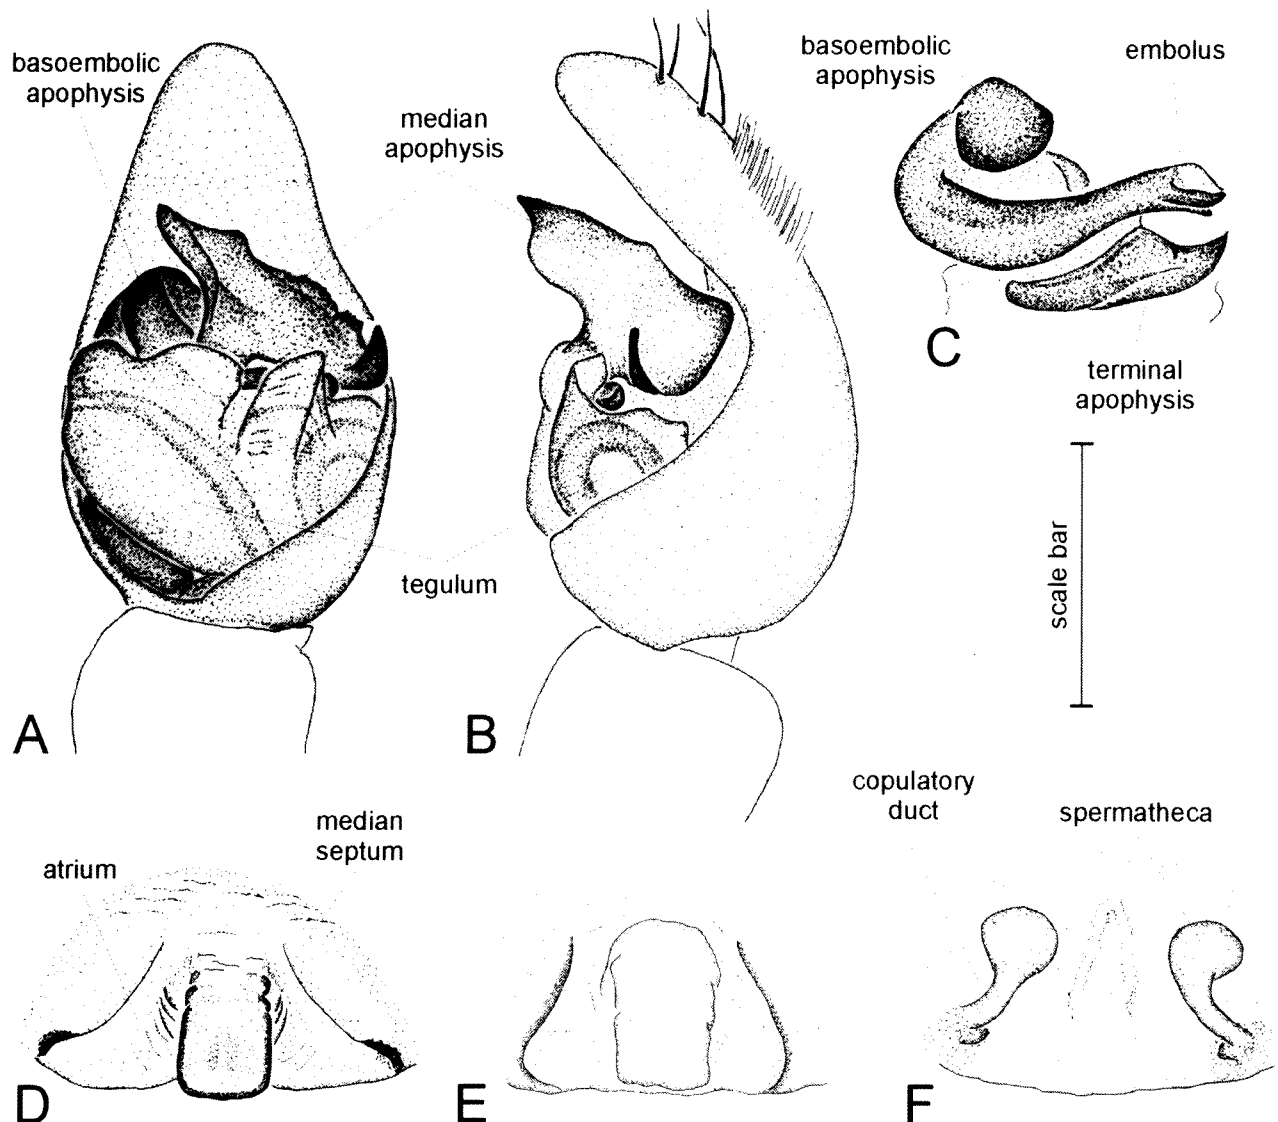 basoembolic
apophysis
median
apophysis
basoembolic
apophysis
embolus
C
terminal
apophysis
scale bar
tegulum
A
B
copulatory
duct
spermatheca
median
septum
atrium
D
E
F